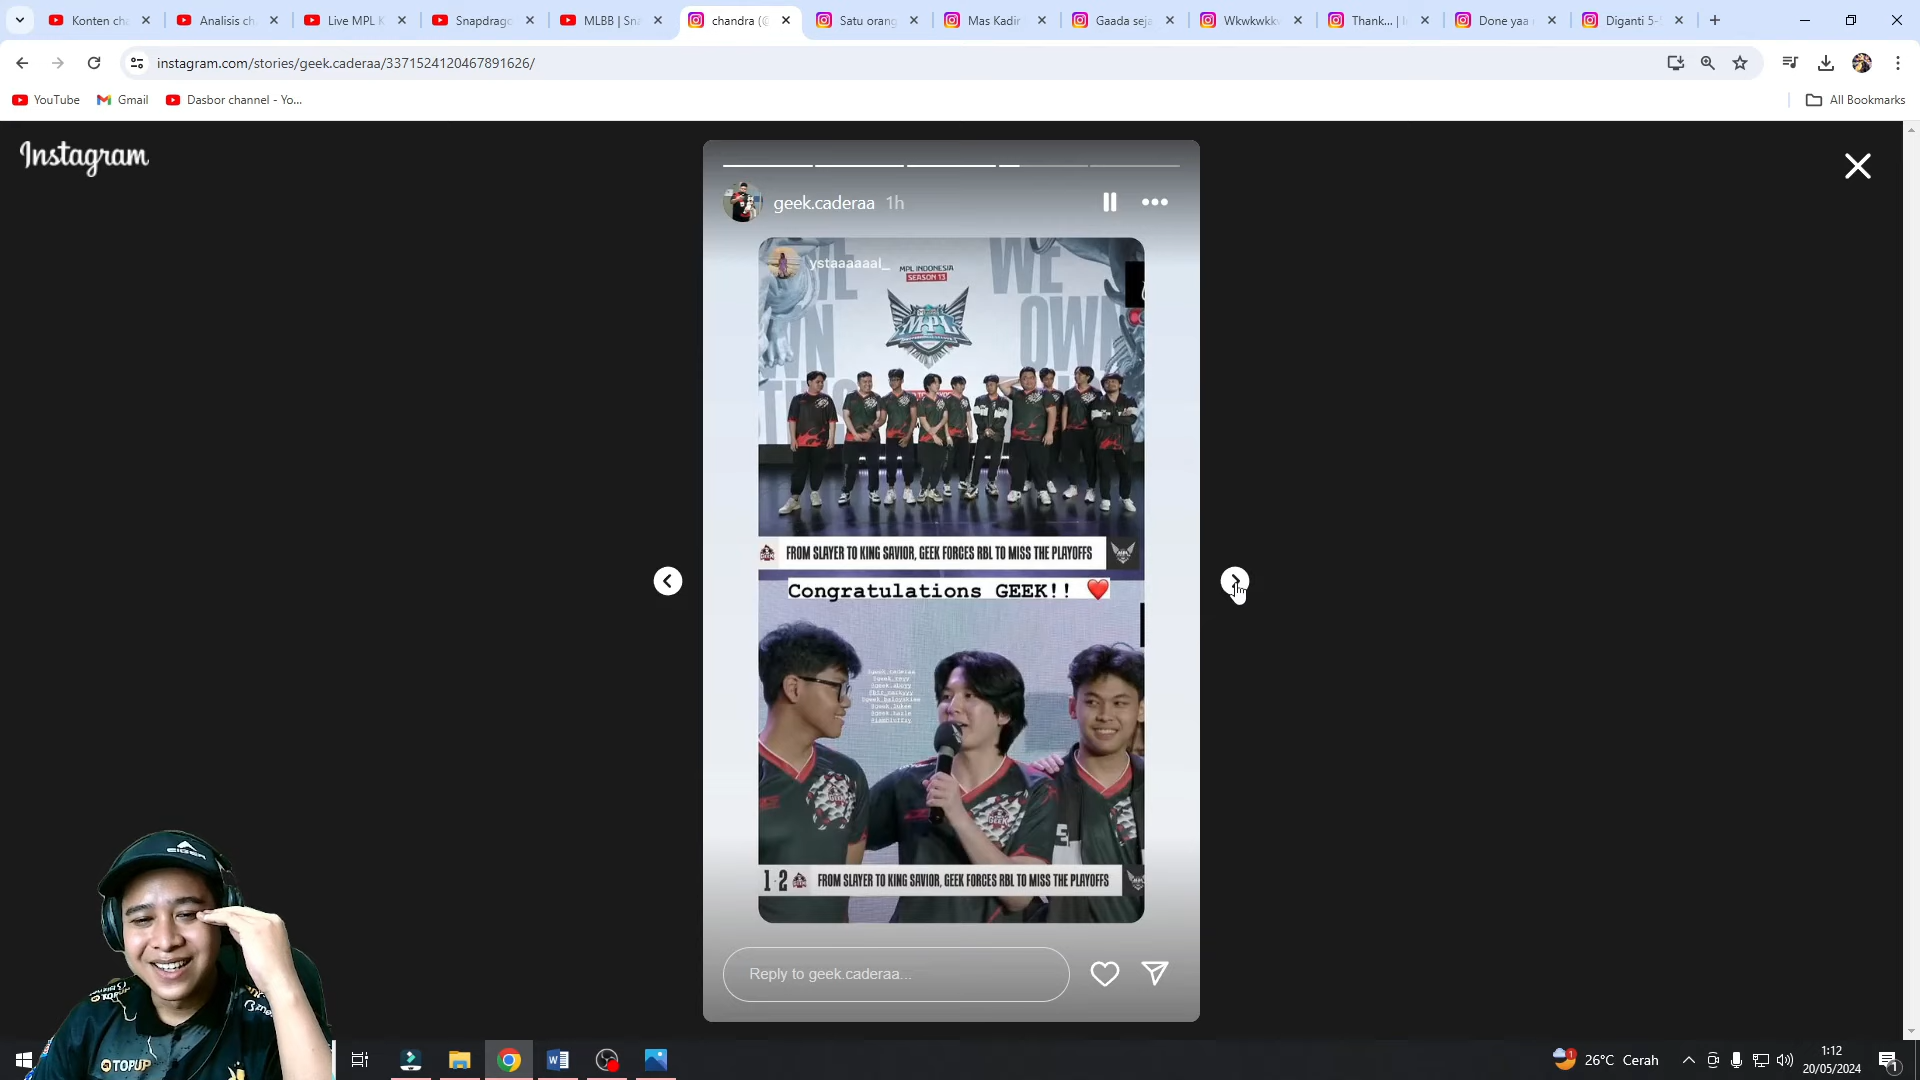 Konten ch
Analisis ch
Live MPL K
Snapdrago
MLBB | Sna
chandra (@
Satu orang
Mas Kadir
Gaada seja
Wkwkwkk
Thank... | I
Done yaa
Diganti 5-
instagram.com/stories/geek.caderaa/3371524120467891626/
YouTube
Gmail
Dasbor channel - Yo...
All Bookmarks
Instagram
geek.caderaa 1h
ystaaaaaal_
MPL INDONESIA
SEASON 13
MPL
WE
OWN
FROM SLAYER TO KING SAVIOR, GEEK FORCES RBL TO MISS THE PLAYOFFS
Congratulations GEEK!! ❤️
1-2 FROM SLAYER TO KING SAVIOR, GEEK FORCES RBL TO MISS THE PLAYOFFS
Reply to geek.caderaa...
EIGER
TOPUP
26°C Cerah
1:12
20/05/2024
1